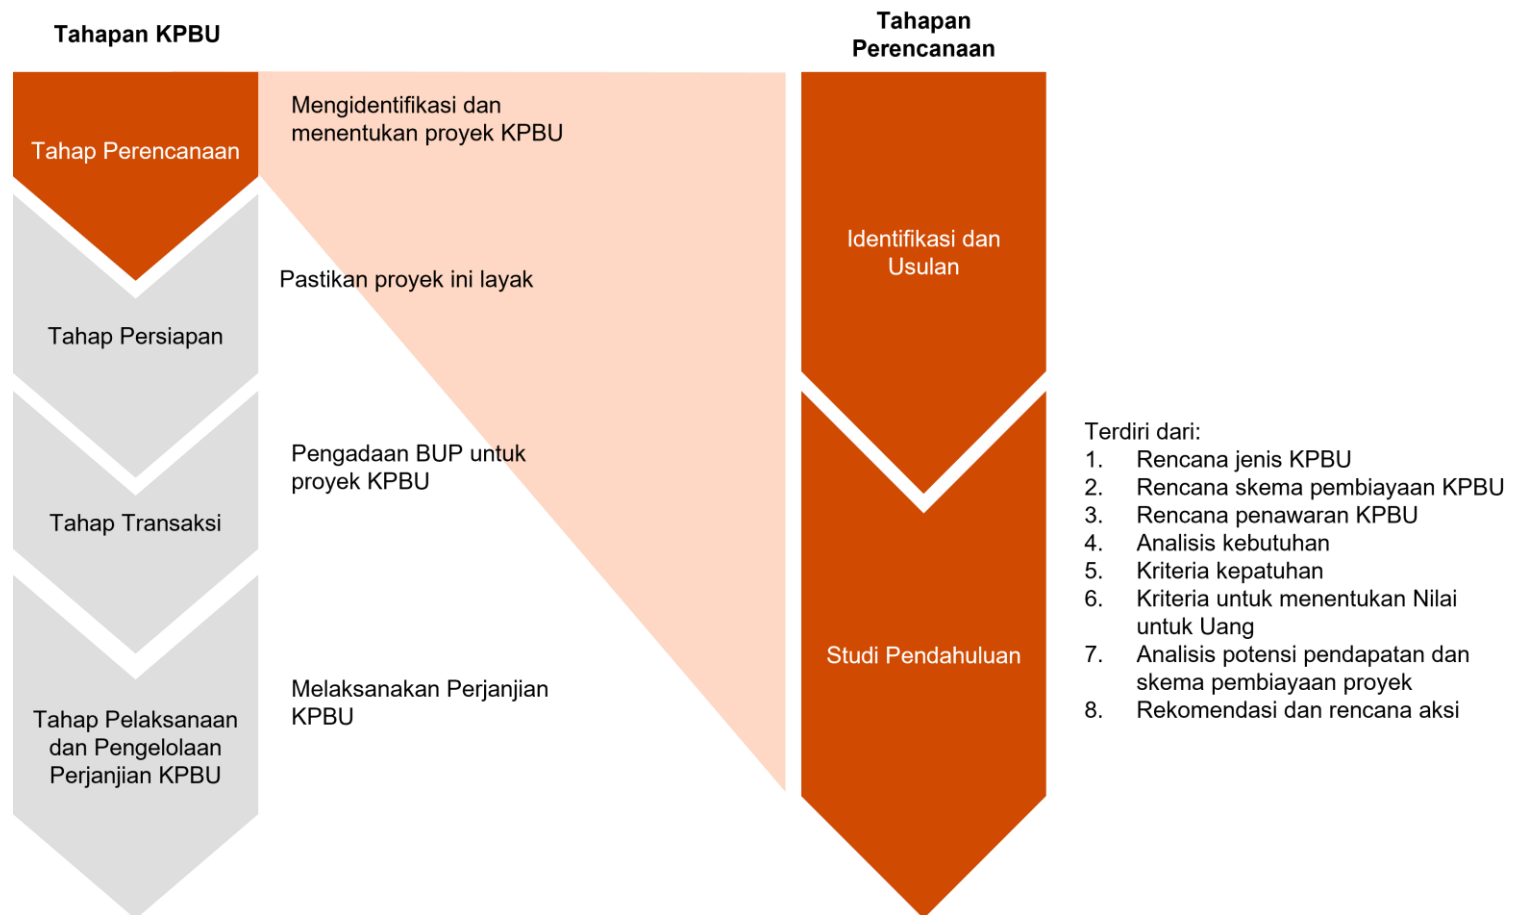 Tahapan KPBU
Tahap Perencanaan
Mengidentifikasi dan
menentukan proyek KPBU
Tahap Persiapan
Pastikan proyek ini layak
Tahap Transaksi
Pengadaan BUP untuk
proyek KPBU
Tahap Pelaksanaan
dan Pengelolaan
Perjanjian KPBU
Melaksanakan Perjanjian
KPBU
Tahapan
Perencanaan
Identifikasi dan
Usulan
Studi Pendahuluan
Terdiri dari:
1. Rencana jenis KPBU
2. Rencana skema pembiayaan KPBU
3. Rencana penawaran KPBU
4. Analisis kebutuhan
5. Kriteria kepatuhan
6. Kriteria untuk menentukan Nilai
untuk Uang
7. Analisis potensi pendapatan dan
skema pembiayaan proyek
8. Rekomendasi dan rencana aksi